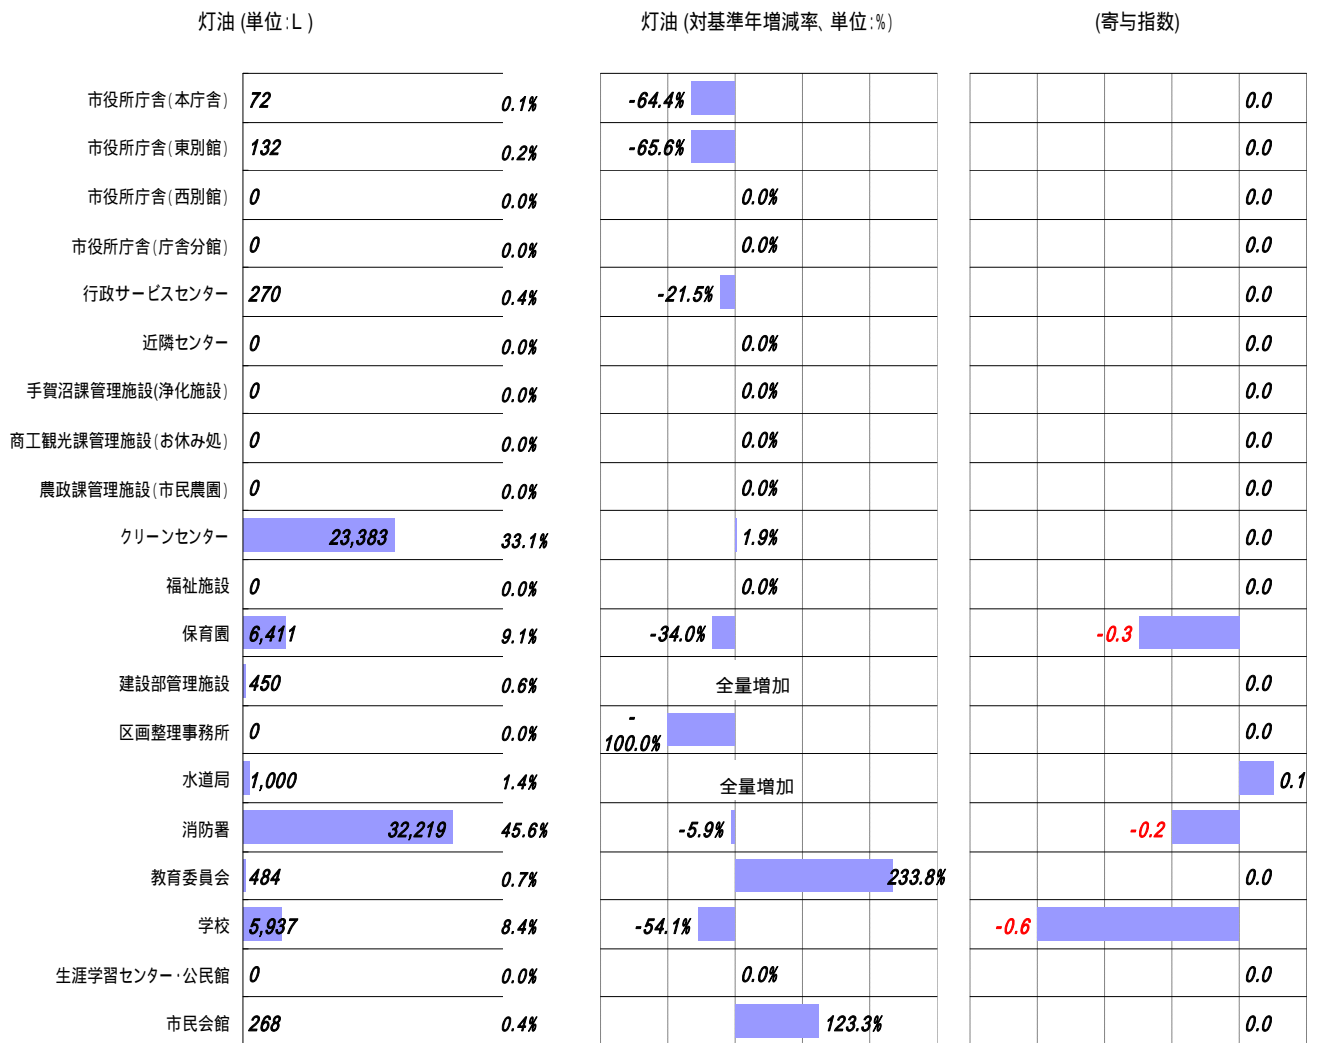 灯油 (単位:L ) 灯油 (対基準年増減率、単位:%) (寄与指数)
市役所庁舎(本庁舎) 72 0.1% -64.4% 0.0
市役所庁舎(東別館) 132 0.2% -65.6% 0.0
市役所庁舎(西別館) 0 0.0% 0.0% 0.0
市役所庁舎(庁舎分館) 0 0.0% 0.0% 0.0
行政サービスセンター 270 0.4% -21.5% 0.0
近隣センター 0 0.0% 0.0% 0.0
手賀沼課管理施設(浄化施設) 0 0.0% 0.0% 0.0
商工観光課管理施設(お休み処) 0 0.0% 0.0% 0.0
農政課管理施設(市民農園) 0 0.0% 0.0% 0.0
クリーンセンター 23,383 33.1% 1.9% 0.0
福祉施設 0 0.0% 0.0% 0.0
保育園 6,411 9.1% -34.0% -0.3
建設部管理施設 450 0.6% 全量増加 0.0
区画整理事務所 0 0.0% -
100.0% 0.0
水道局 1,000 1.4% 全量増加 0.1
消防署 32,219 45.6% -5.9% -0.2
教育委員会 484 0.7% 233.8% 0.0
学校 5,937 8.4% -54.1% -0.6
生涯学習センター・公民館 0 0.0% 0.0% 0.0
市民会館 268 0.4% 123.3% 0.0